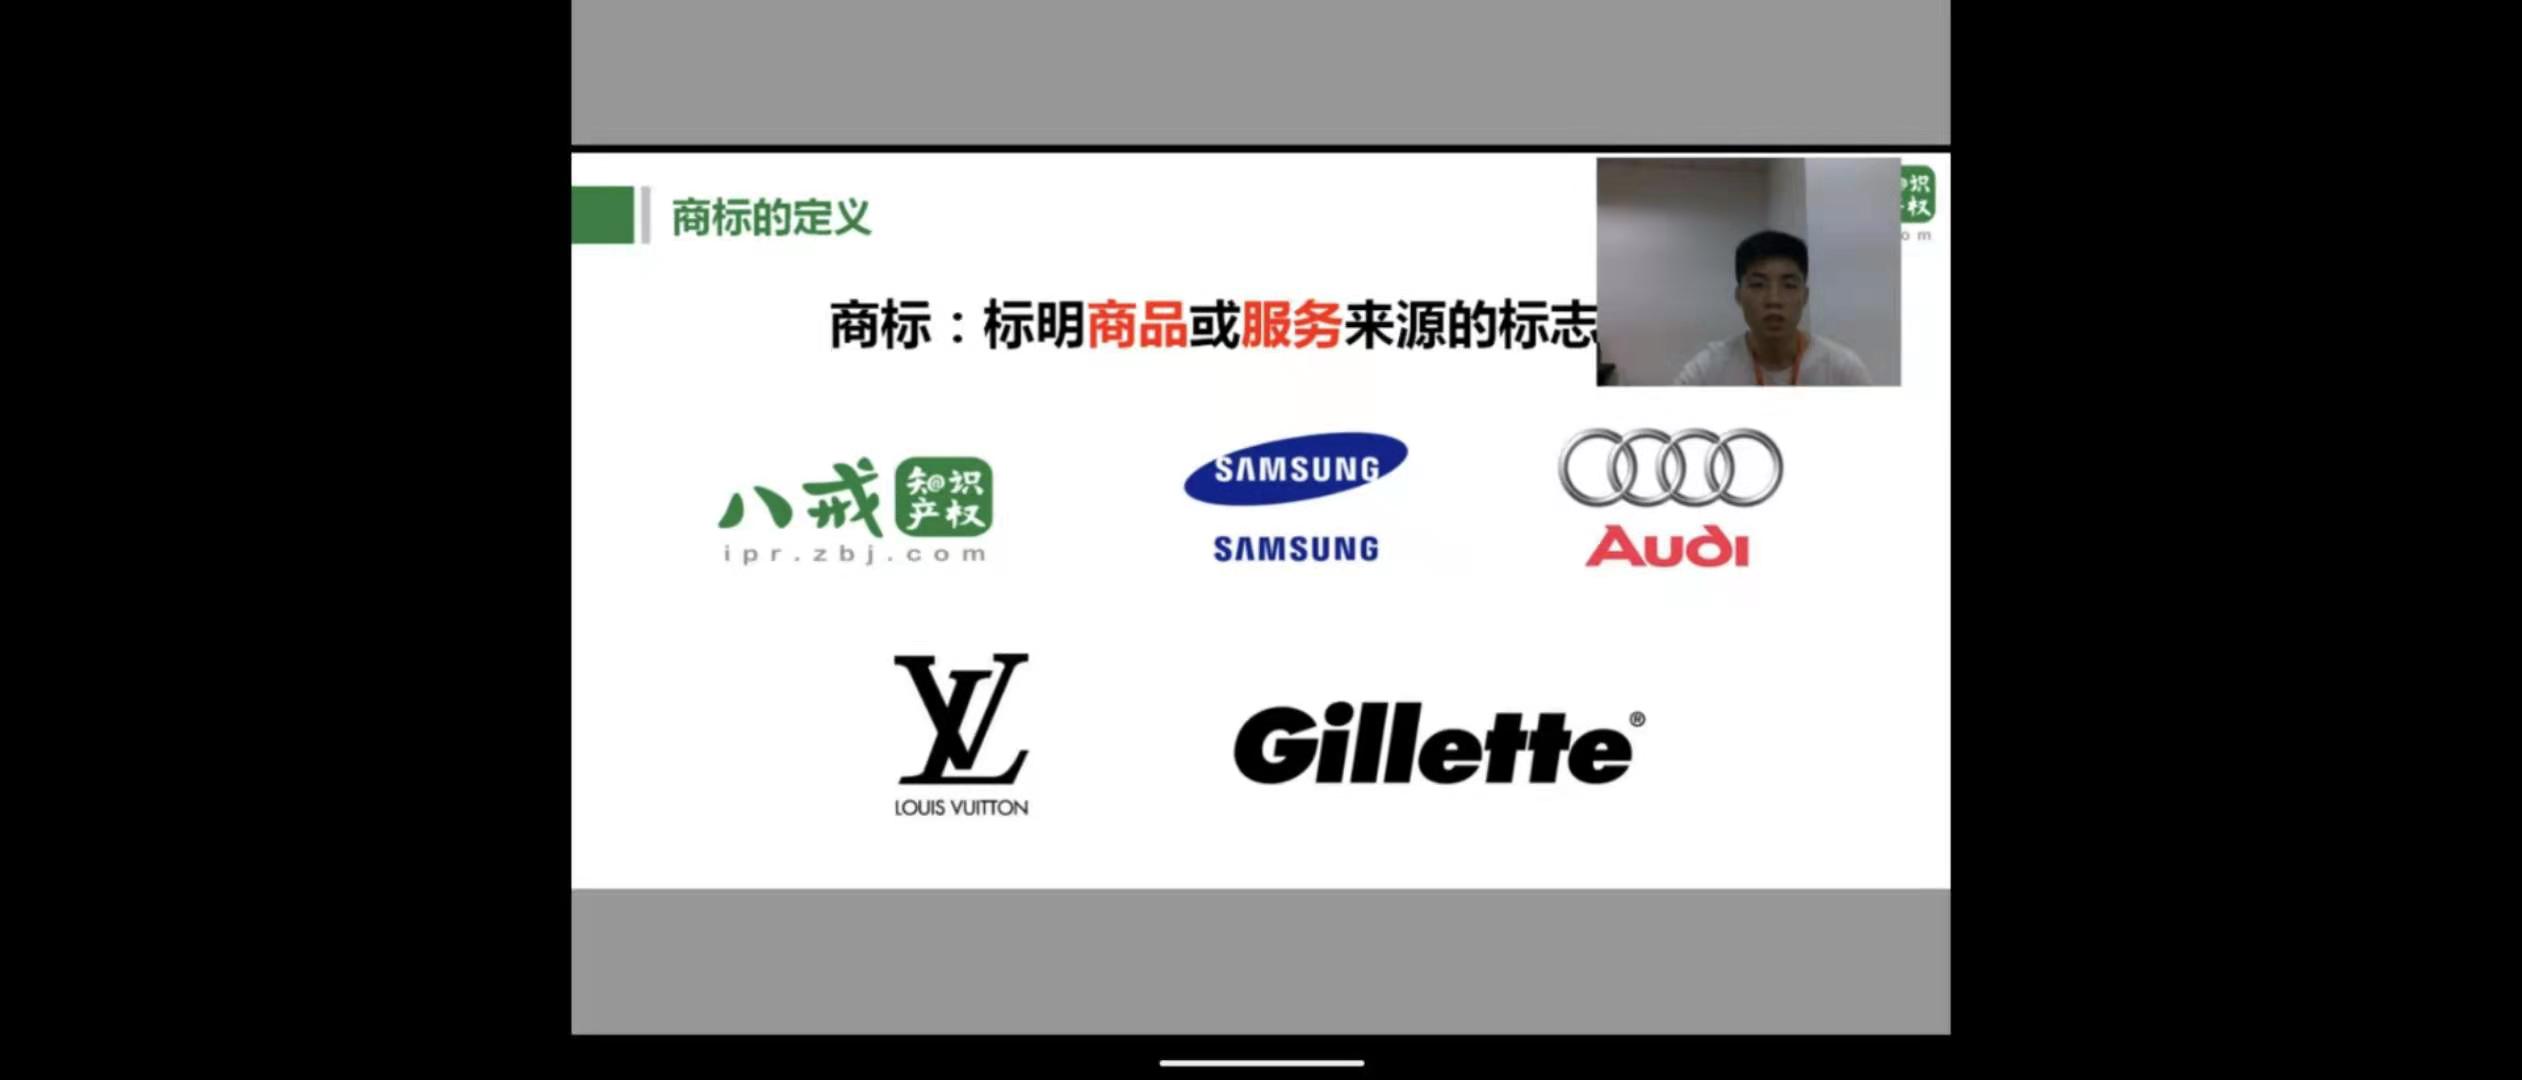 商标的定义
识
权
om
商标：标明商品或服务来源的标志
八戒 知识
产权
ipr.zbj.com
SAMSUNG
SAMSUNG
Audi
LV
LOUIS VUITTON
Gillette®